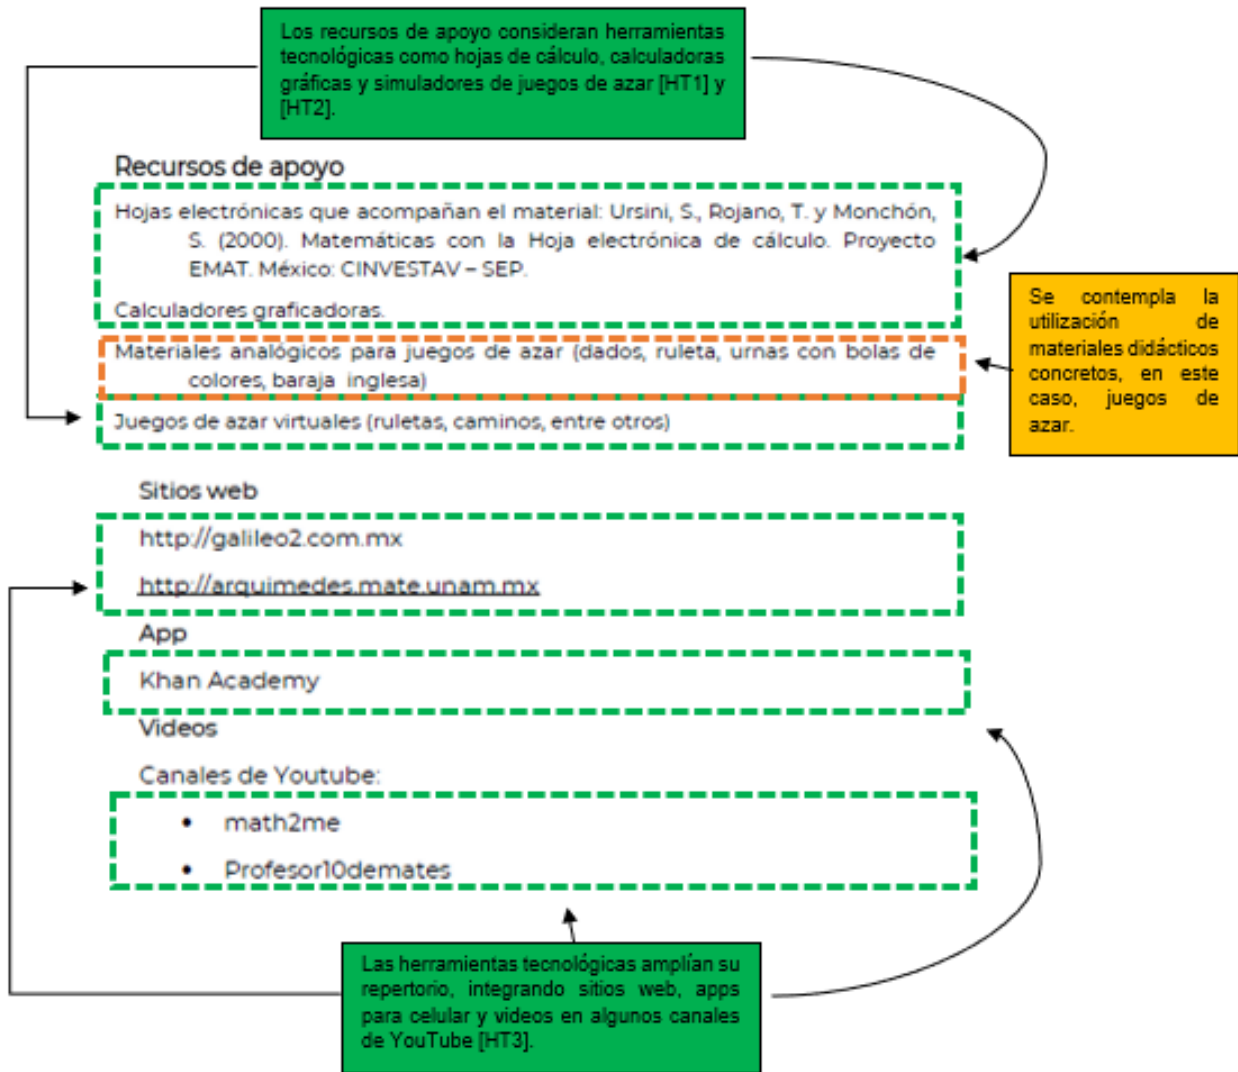 Los recursos de apoyo consideran herramientas
tecnológicas como hojas de cálculo, calculadoras
gráficas y simuladores de juegos de azar [HT1] y
[HT2].
Recursos de apoyo
Hojas electrónicas que acompañan el material: Ursini, S., Rojano, T. y Monchón,
S. (2000). Matemáticas con la Hoja electrónica de cálculo. Proyecto
EMAT. México: CINVESTAV – SEP.
Calculadores graficadoras.
Materiales analógicos para juegos de azar (dados, ruleta, urnas con bolas de
colores, baraja inglesa)
Juegos de azar virtuales (ruletas, caminos, entre otros)
Se contempla la
utilización de
materiales didácticos
concretos, en este
caso, juegos de
azar.
Sitios web
http://galileo2.com.mx
http://arquimedes.mate.unam.mx
App
Khan Academy
Videos
Canales de Youtube:
• math2me
• Profesor10demates
Las herramientas tecnológicas amplían su
repertorio, integrando sitios web, apps
para celular y videos en algunos canales
de YouTube [HT3].